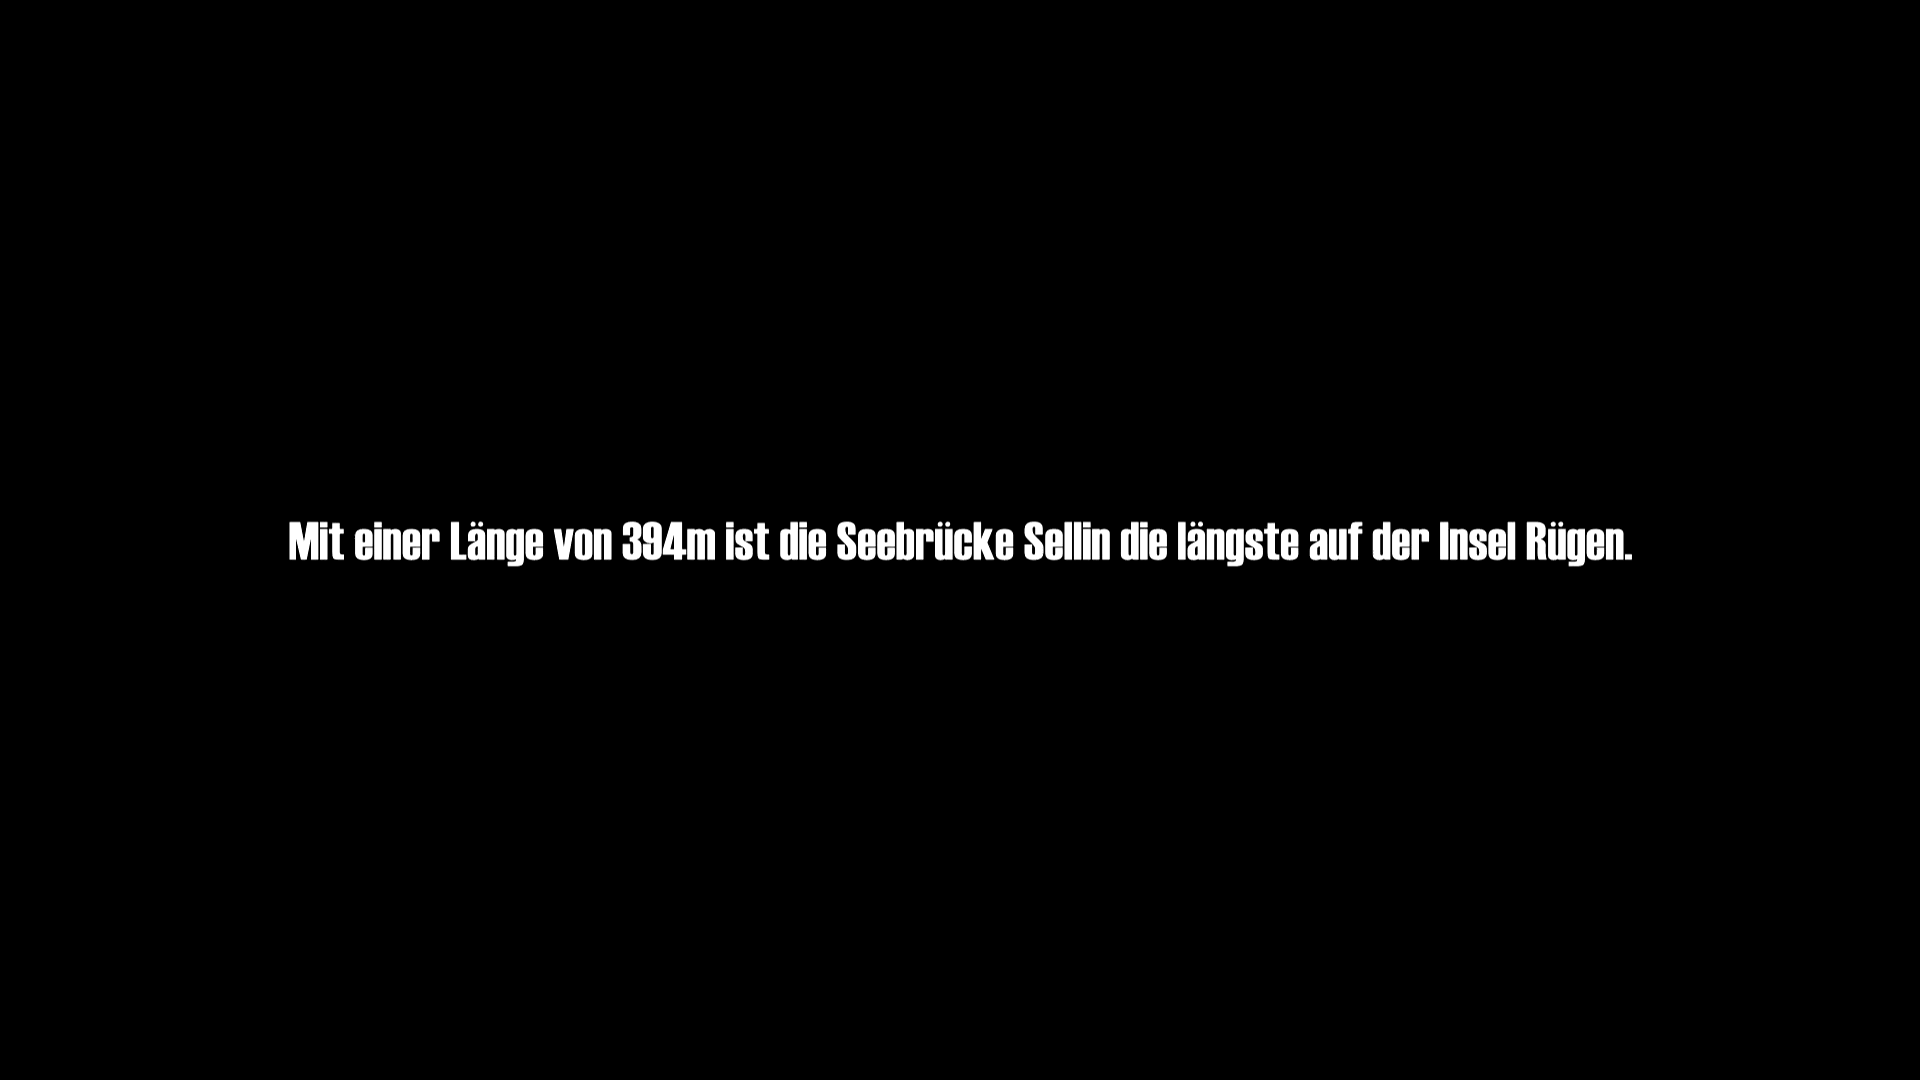 Mit einer Länge von 394m ist die Seebrücke Sellin die längste auf der Insel Rügen.